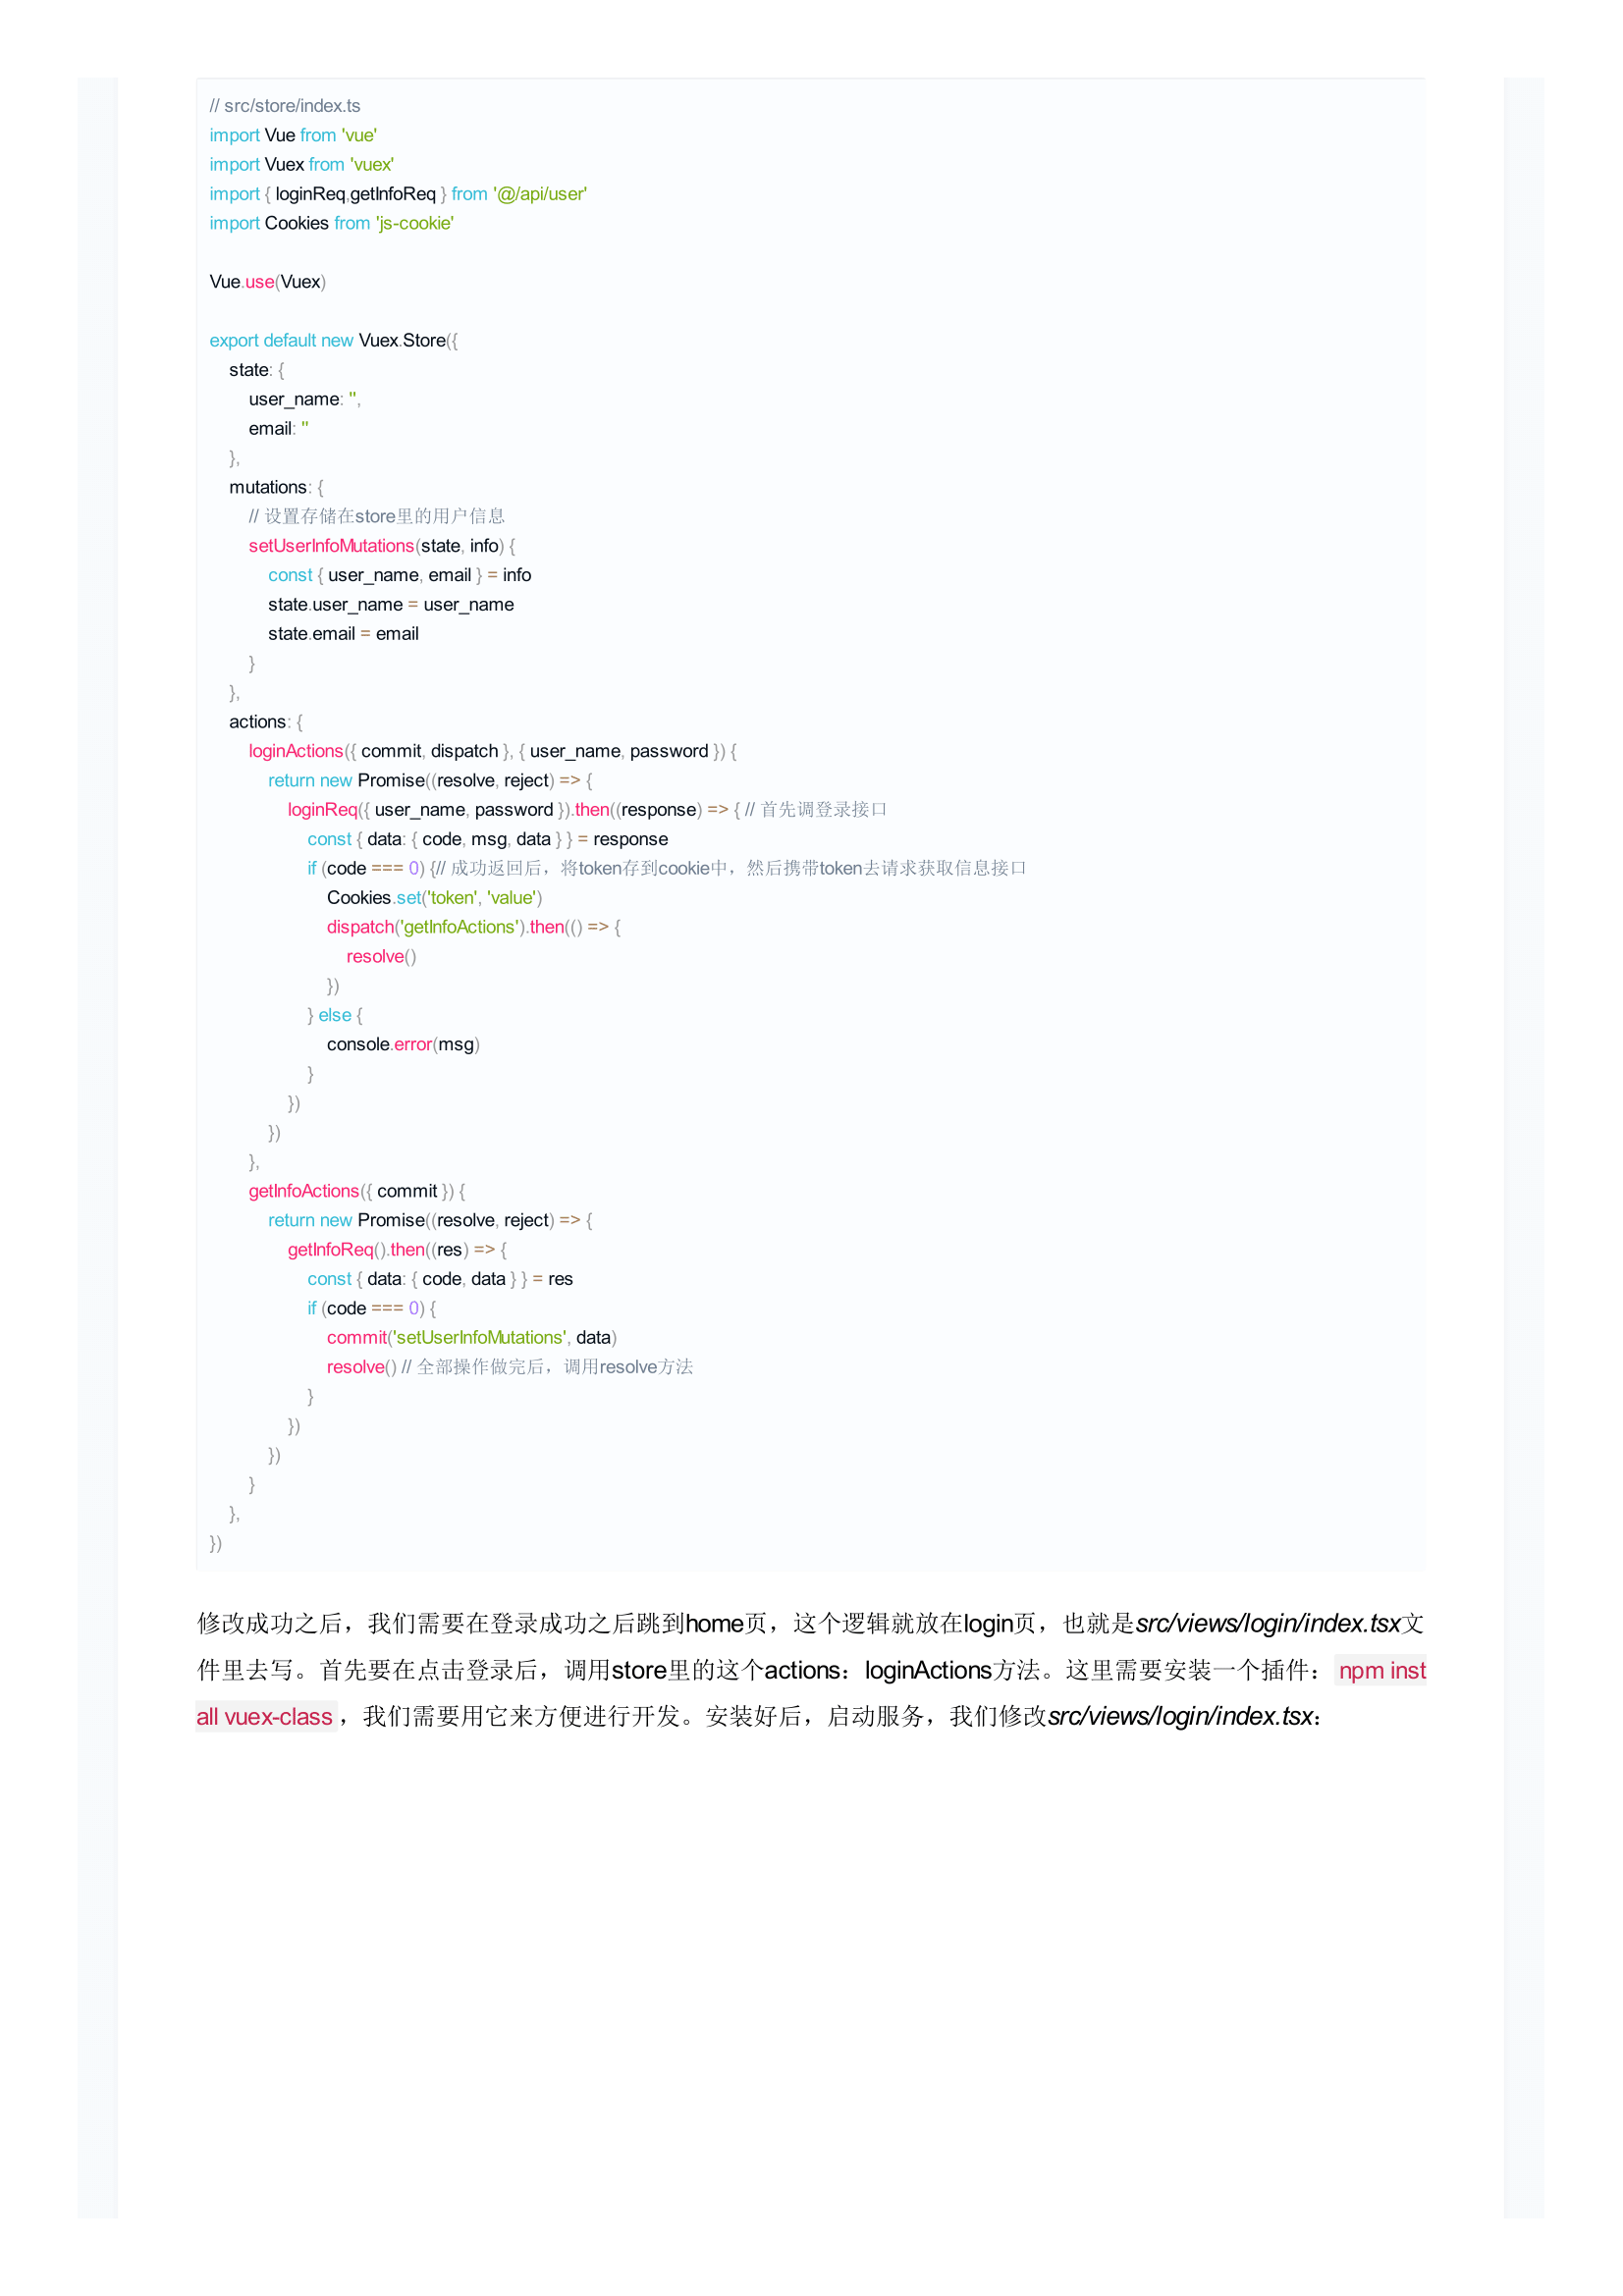 // src/store/index.ts
import Vue from 'vue'
import Vuex from 'vuex'
import { loginReq,getInfoReq } from '@/api/user'
import Cookies from 'js-cookie'

Vue.use(Vuex)

export default new Vuex.Store({
    state: {
        user_name: '',
        email: ''
    },
    mutations: {
        // 设置存储在store里的用户信息
        setUserInfoMutations(state, info) {
            const { user_name, email } = info
            state.user_name = user_name
            state.email = email
        }
    },
    actions: {
        loginActions({ commit, dispatch }, { user_name, password }) {
            return new Promise((resolve, reject) => {
                loginReq({ user_name, password }).then((response) => { // 首先调登录接口
                    const { data: { code, msg, data } } = response
                    if (code === 0) {// 成功返回后，将token存到cookie中，然后携带token去请求获取信息接口
                        Cookies.set('token', 'value')
                        dispatch('getInfoActions').then(() => {
                            resolve()
                        })
                    } else {
                        console.error(msg)
                    }
                })
            })
        },
        getInfoActions({ commit }) {
            return new Promise((resolve, reject) => {
                getInfoReq().then((res) => {
                    const { data: { code, data } } = res
                    if (code === 0) {
                        commit('setUserInfoMutations', data)
                        resolve() // 全部操作做完后，调用resolve方法
                    }
                })
            })
        }
    },
})
修改成功之后，我们需要在登录成功之后跳到home页，这个逻辑就放在login页，也就是src/views/login/index.tsx文
件里去写。首先要在点击登录后，调用store里的这个actions：loginActions方法。这里需要安装一个插件：npm inst
all vuex-class，我们需要用它来方便进行开发。安装好后，启动服务，我们修改src/views/login/index.tsx：